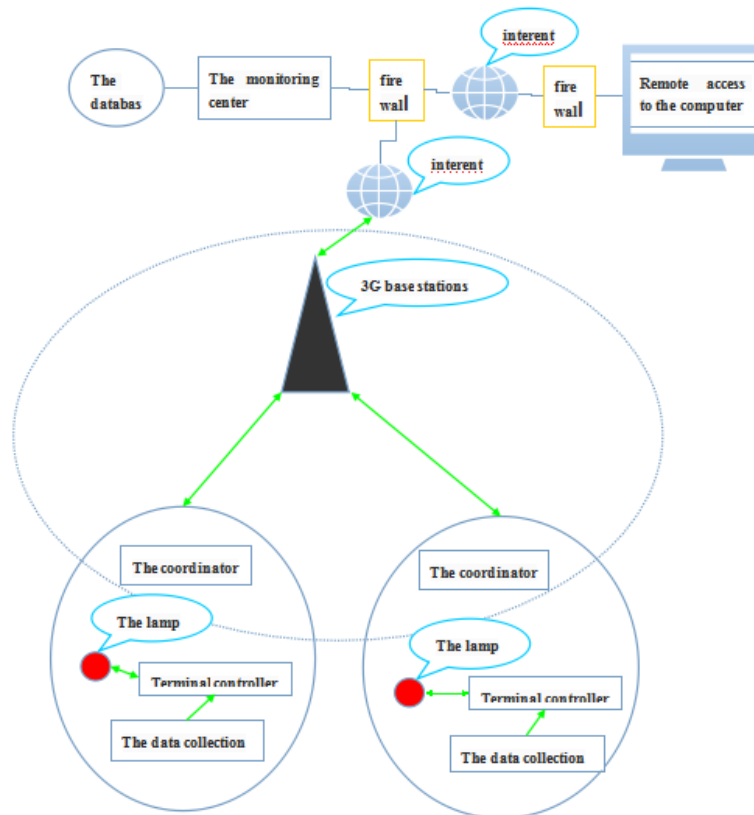 interent
The
databas
The monitoring
center
fire
wall
fire
wall
Remote access
to the computer
interent
3G base stations
The coordinator
The lamp
Terminal controller
The data collection
The coordinator
The lamp
Terminal controller
The data collection